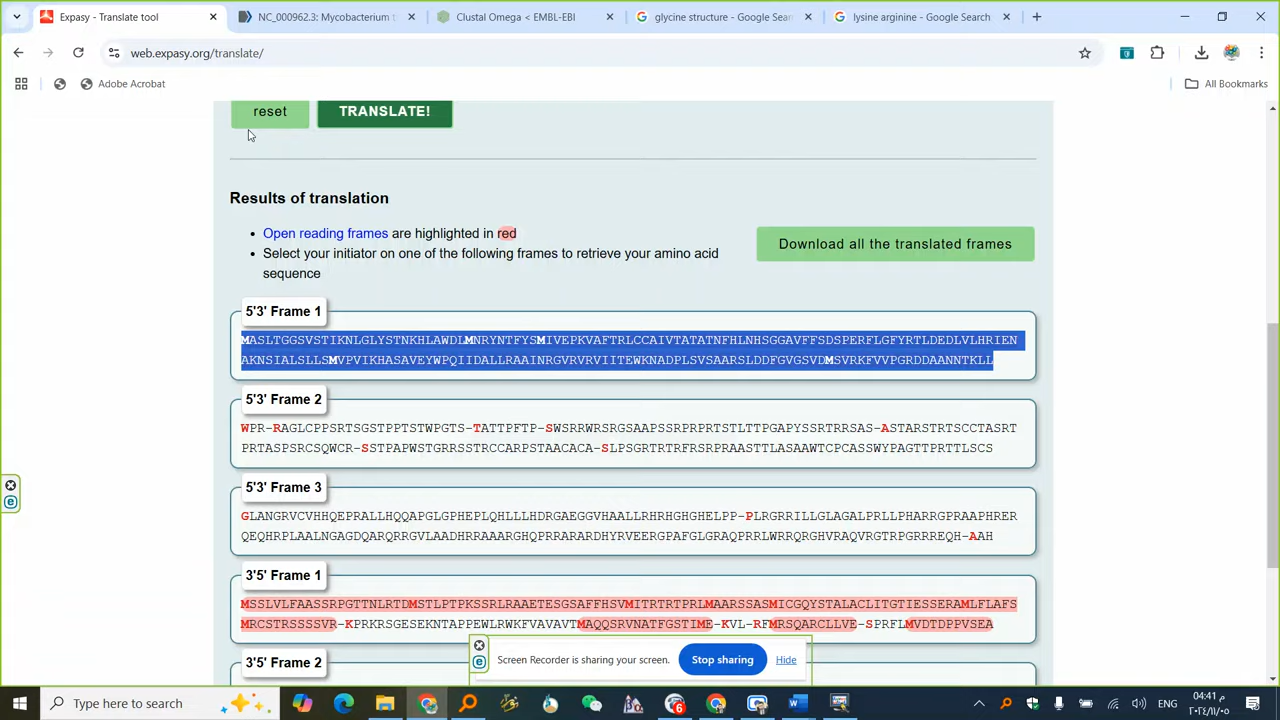 Expasy - Translate tool
NC_000962.3: Mycobacterium t
Clustal Omega < EMBL-EBI
glycine structure - Google Sear
lysine arginine - Google Search
web.expasy.org/translate/
Adobe Acrobat
All Bookmarks
reset
TRANSLATE!
Results of translation
• Open reading frames are highlighted in red
• Select your initiator on one of the following frames to retrieve your amino acid
sequence
Download all the translated frames
5'3' Frame 1
MASLTGGSVSTIKNLGLYSTNKHLAWDLMNRYNTFYSMIVEPKVAFTRLCCAIVTATATNFHLNHSGGAVFFSDSPERFLGFYRTLDEDLVLHRIEN
AKNSIALSLLSMVPVIKHASAVEYWPQIIDALLRAAINRGVRVRVIITEWKNADPLSVSAARSLDDFGVGSVDMSVRKFVVPGRDDAANNTKLL
5'3' Frame 2
WPR-RAGLCPPSRTSGSTPPTSTWPGTS-TATTPFTP-SWSRRWRSRGSAAPSSRPRPRTSTLTTPGAPYSSRTRRSAS-ASTARSTRTSCCTASRT
PRTASPSRCSQWCR-SSTPAPWSTGRRSSTRCCARPSTAACACA-SLPSGRTRTRFRSRPRAASTTLASAAWTCPCASSWYPAGTTPRTTLSCS
5'3' Frame 3
GLANGRVCVHHQEPRALLHQQAPGLGPHEPLQHLLLHDRGAEGGVHAALLRHRHGHGHELPP-PLRGRRILLGLAGALPRLLPHARRGPRAAPHRER
QEQHRPLAALNGAGDQARQRRGVLAADHRRAAARGHQPRRARARDHYRVEERGPAFGLGRAQPRRLWRRQRGHVRAQVRGTRPGRRREQH-AAH
3'5' Frame 1
MSSLVLFAASSRPGTTNLRTDMSTLPTPKSSRLRAAETESGSAFFHSVMITRTRTPRLMAARSSASMICGQYSTALACLITGTIESSERAMLFLAFS
MRCSTRSSSSVR-KPRKRSGESEKNTAPPEWLRWKFVAVAVTMAQQSRVNATFGSTIME-KVL-RFMRSQARCLLVE-SPRFLMVDTDPPVSEA
3'5' Frame 2
Screen Recorder is sharing your screen.
Stop sharing
Hide
Type here to search
6
ENG
04:41 م